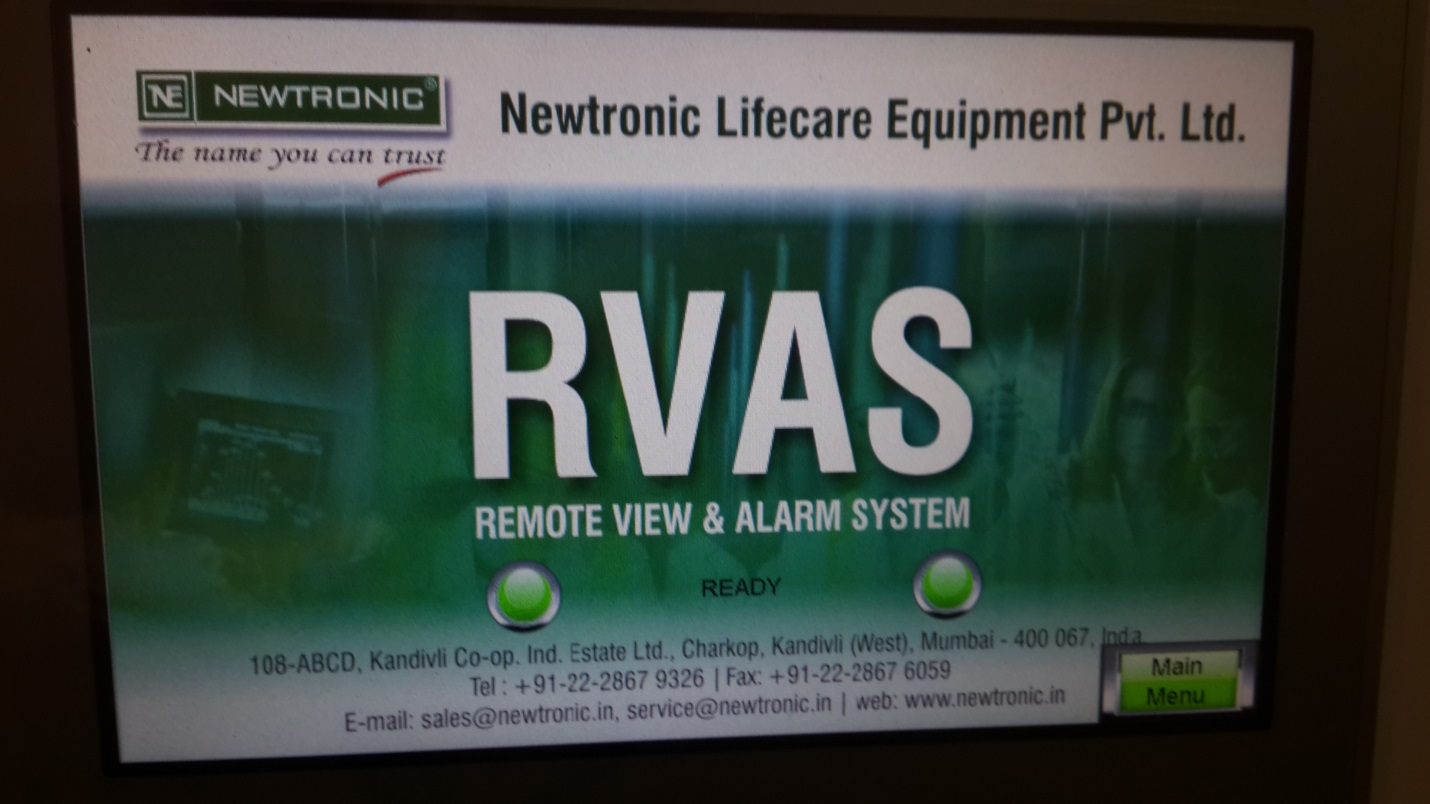 NE NEWTRONIC®
The name you can trust
Newtronic Lifecare Equipment Pvt. Ltd.
RVAS
REMOTE VIEW & ALARM SYSTEM
READY
108-ABCD, Kandivli Co-op. Ind. Estate Ltd., Charkop, Kandivli (West), Mumbai - 400 067, India
Tel : +91-22-2867 9326 | Fax: +91-22-2867 6059
E-mail: sales@newtronic.in, service@newtronic.in | web: www.newtronic.in
Main
Menu